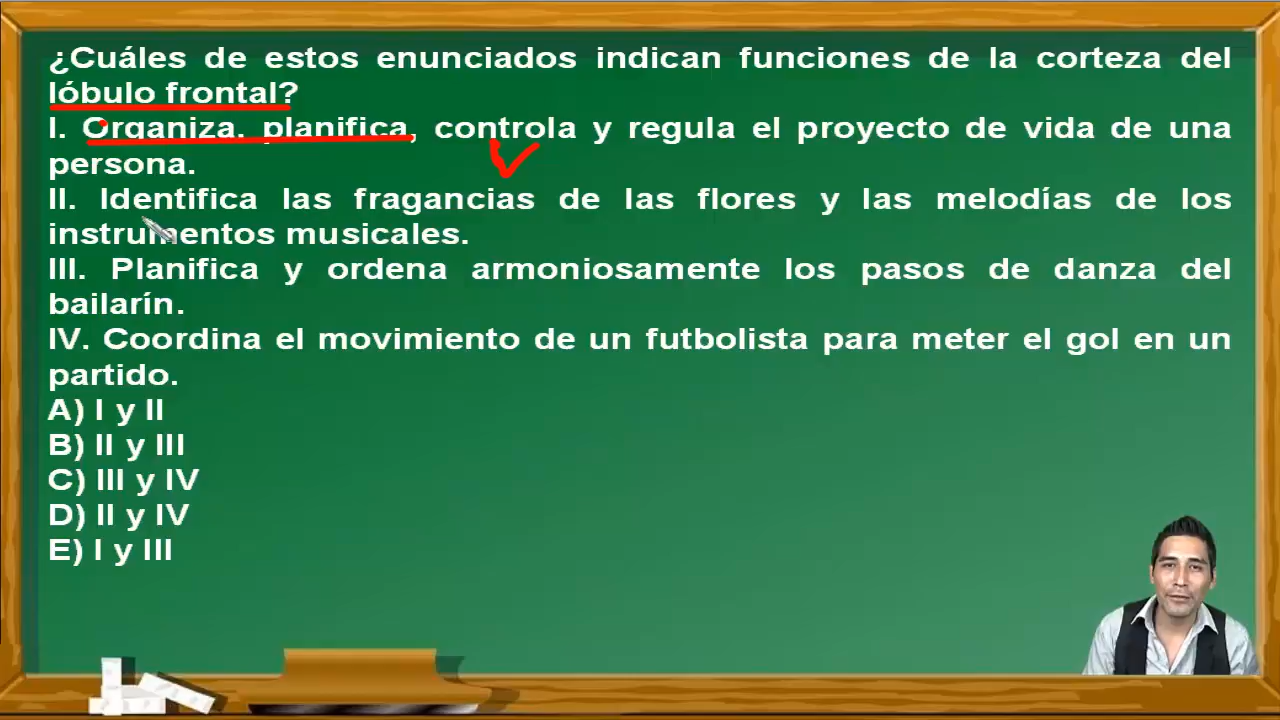 ¿Cuáles de estos enunciados indican funciones de la corteza del
lóbulo frontal?
I. Organiza, planifica, controla y regula el proyecto de vida de una
persona.
II. Identifica las fragancias de las flores y las melodías de los
instrumentos musicales.
III. Planifica y ordena armoniosamente los pasos de danza del
bailarín.
IV. Coordina el movimiento de un futbolista para meter el gol en un
partido.
A) I y II
B) II y III
C) III y IV
D) II y IV
E) I y III